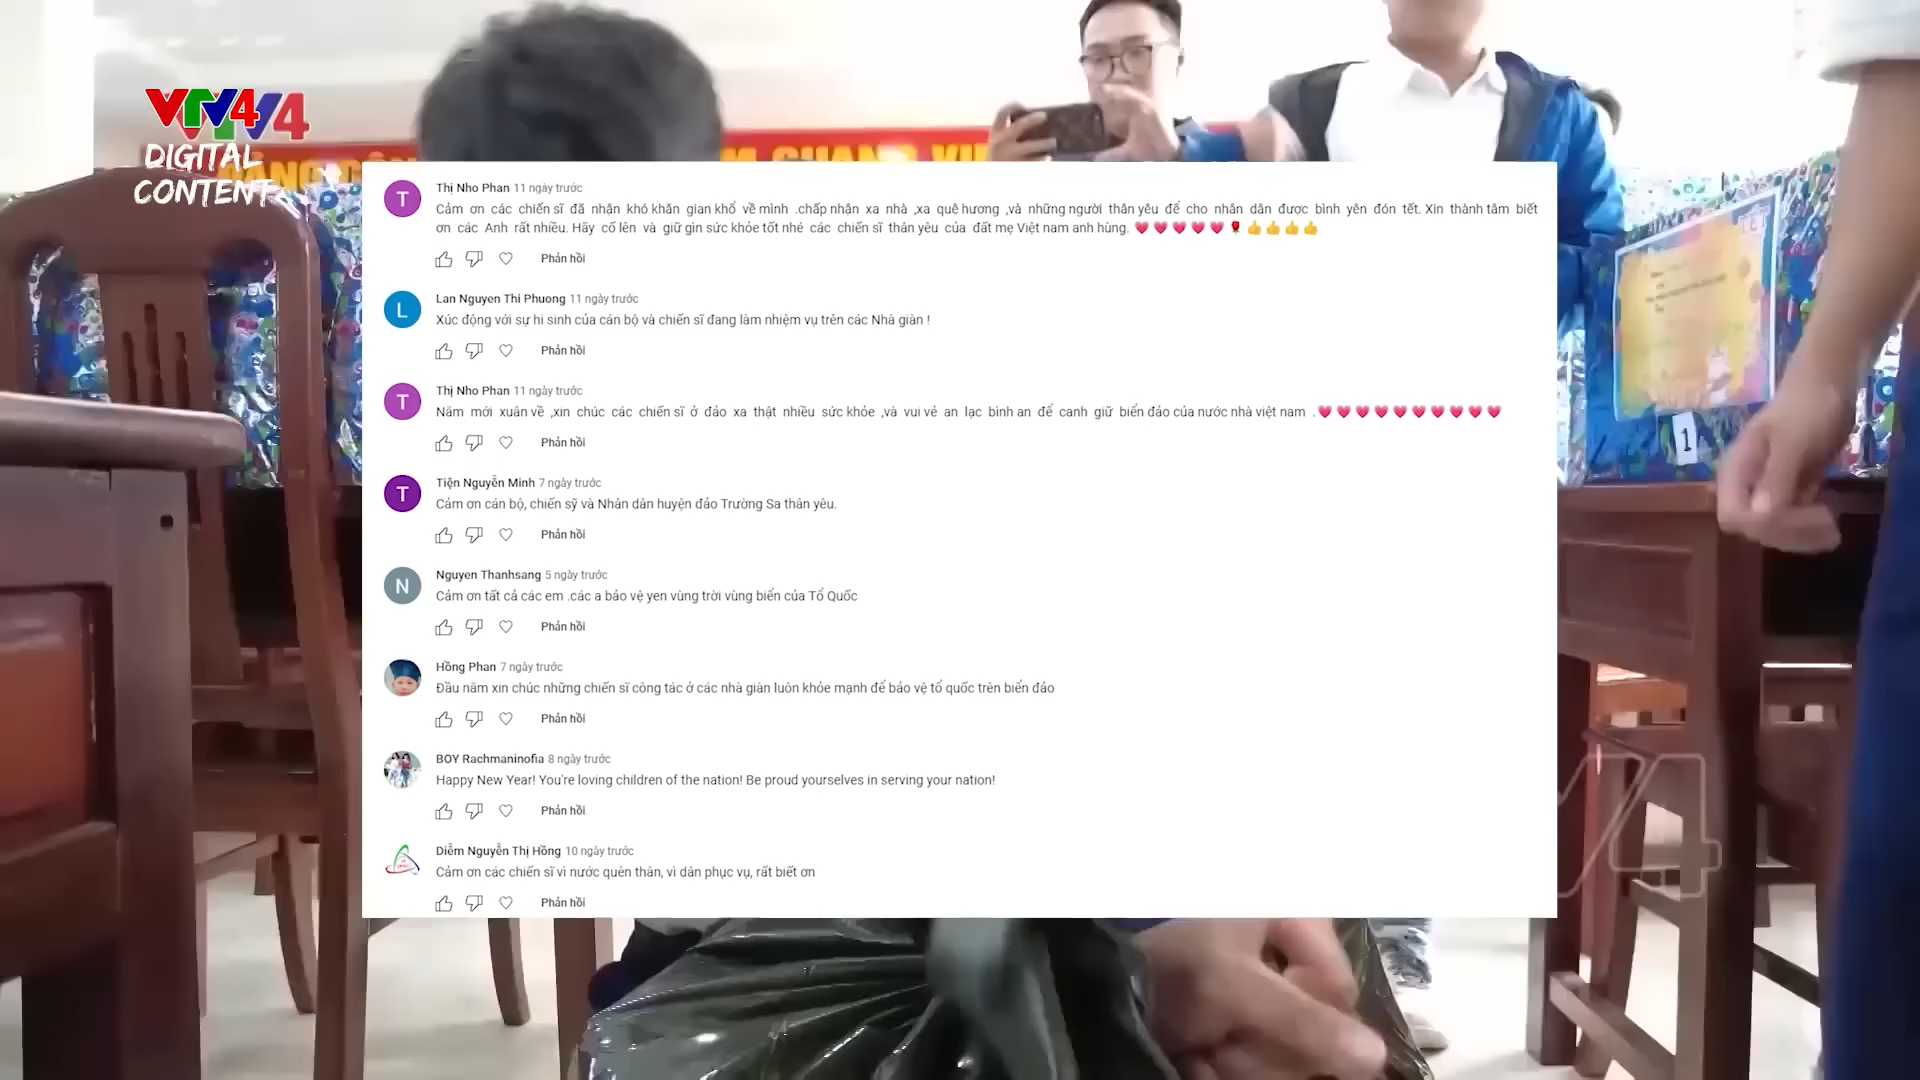 VTV4
DIGITAL
CONTENT
Thị Nho Phan 11 ngày trước
Cảm ơn các chiến sĩ đã nhận khó khăn gian khổ về mình .chấp nhận xa nhà ,xa quê hương ,và những người thân yêu để cho nhân dân được bình yên đón tết. Xin thành tâm biết
ơn các Anh rất nhiều. Hãy cố lên và giữ gìn sức khỏe tốt nhé các chiến sĩ thân yêu của đất mẹ Việt nam anh hùng. 💗💗💗💗💗🌹👍👍👍👍
Phản hồi
Lan Nguyen Thi Phuong 11 ngày trước
Xúc động với sự hi sinh của cán bộ và chiến sĩ đang làm nhiệm vụ trên các Nhà giàn !
Phản hồi
Thị Nho Phan 11 ngày trước
Năm mới xuân về ,xin chúc các chiến sĩ ở đảo xa thật nhiều sức khỏe ,và vui vẻ an lạc bình an để canh giữ biển đảo của nước nhà việt nam .💗💗💗💗💗💗💗💗💗💗
Phản hồi
Tiện Nguyễn Minh 7 ngày trước
Cảm ơn cán bộ, chiến sỹ và Nhân dân huyện đảo Trường Sa thân yêu.
Phản hồi
Nguyen Thanhsang 5 ngày trước
Cảm ơn tất cả các em .các a bảo vệ yen vùng trời vùng biển của Tổ Quốc
Phản hồi
Hồng Phan 7 ngày trước
Đầu năm xin chúc những chiến sĩ công tác ở các nhà giàn luôn khỏe mạnh để bảo vệ tổ quốc trên biển đảo
Phản hồi
BOY Rachmaninofia 8 ngày trước
Happy New Year! You're loving children of the nation! Be proud yourselves in serving your nation!
Phản hồi
Diễm Nguyễn Thị Hồng 10 ngày trước
Cảm ơn các chiến sĩ vì nước quên thân, vì dân phục vụ, rất biết ơn
Phản hồi
1